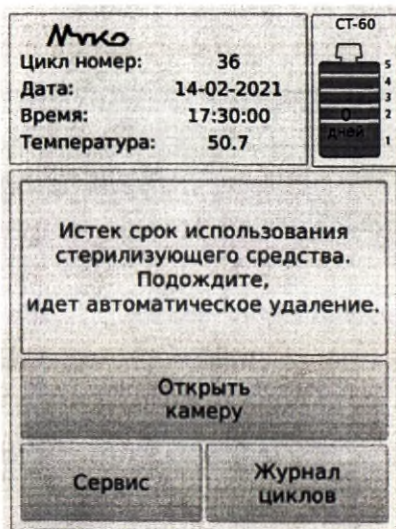 Мико
Цикл номер: 36
Дата: 14-02-2021
Время: 17:30:00
Температура: 50.7
СТ-60
5
4
3
2
0
дней
1
Истек срок использования
стерилизующего средства.
Подождите,
идет автоматическое удаление.
Открыть
камеру
Сервис
Журнал
циклов